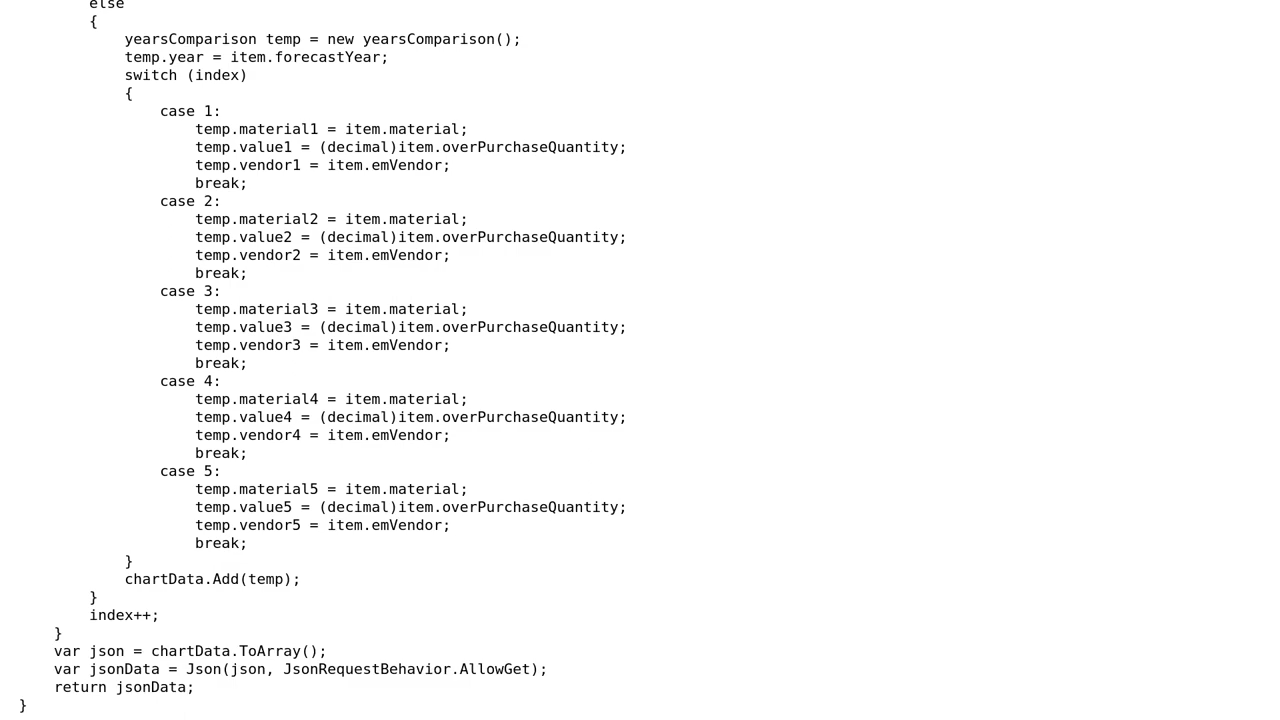 else
{
yearsComparison temp = new yearsComparison();
temp.year = item.forecastYear;
switch (index)
{
case 1:
temp.material1 = item.material;
temp.value1 = (decimal)item.overPurchaseQuantity;
temp.vendor1 = item.emVendor;
break;
case 2:
temp.material2 = item.material;
temp.value2 = (decimal)item.overPurchaseQuantity;
temp.vendor2 = item.emVendor;
break;
case 3:
temp.material3 = item.material;
temp.value3 = (decimal)item.overPurchaseQuantity;
temp.vendor3 = item.emVendor;
break;
case 4:
temp.material4 = item.material;
temp.value4 = (decimal)item.overPurchaseQuantity;
temp.vendor4 = item.emVendor;
break;
case 5:
temp.material5 = item.material;
temp.value5 = (decimal)item.overPurchaseQuantity;
temp.vendor5 = item.emVendor;
break;
}
chartData.Add(temp);
}
index++;
}
var json = chartData.ToArray();
var jsonData = Json(json, JsonRequestBehavior.AllowGet);
return jsonData;
}